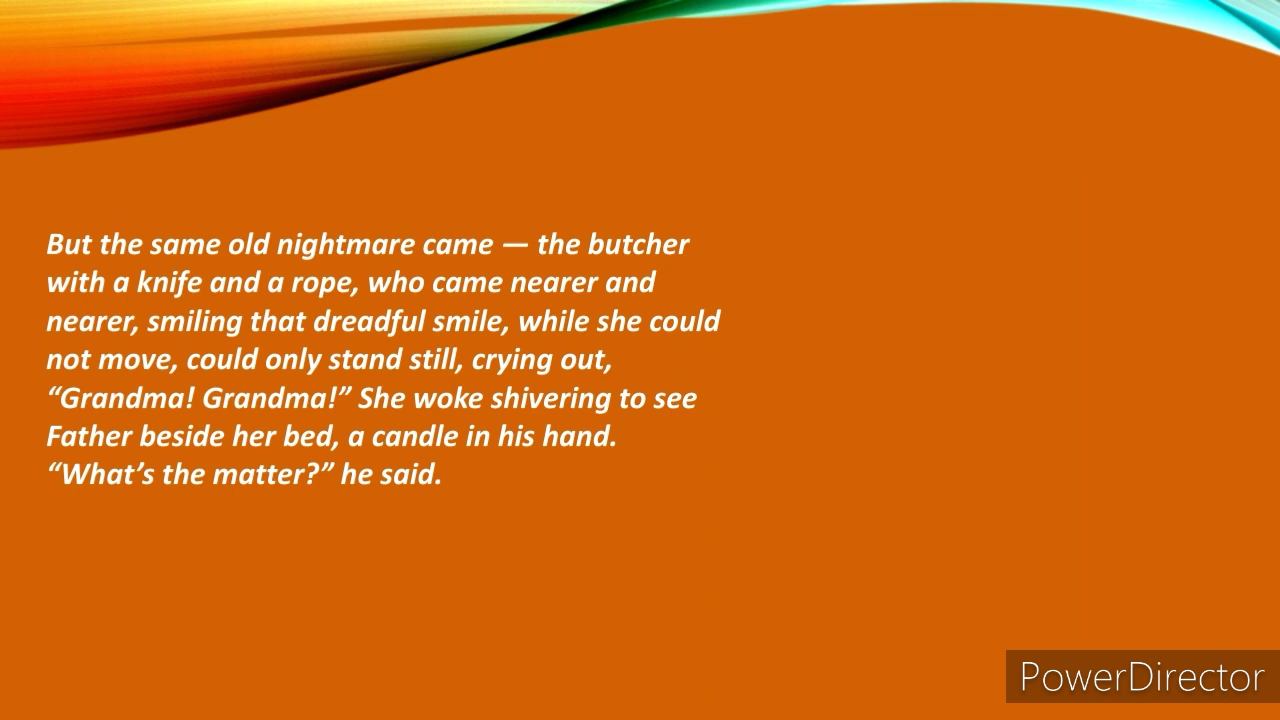 But the same old nightmare came — the butcher
with a knife and a rope, who came nearer and
nearer, smiling that dreadful smile, while she could
not move, could only stand still, crying out,
“Grandma! Grandma!” She woke shivering to see
Father beside her bed, a candle in his hand.
“What’s the matter?” he said.
PowerDirector